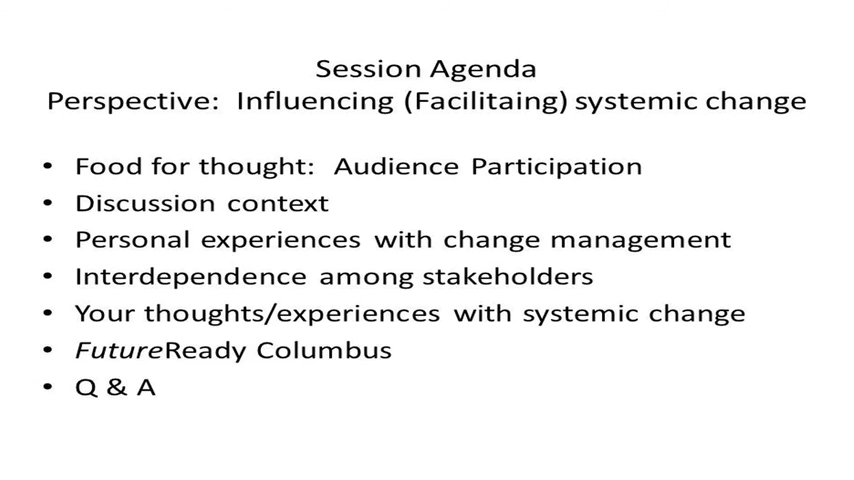 Session Agenda
Perspective: Influencing (Facilitaing) systemic change
• Food for thought: Audience Participation
• Discussion context
• Personal experiences with change management
• Interdependence among stakeholders
• Your thoughts/experiences with systemic change
• FutureReady Columbus
• Q & A